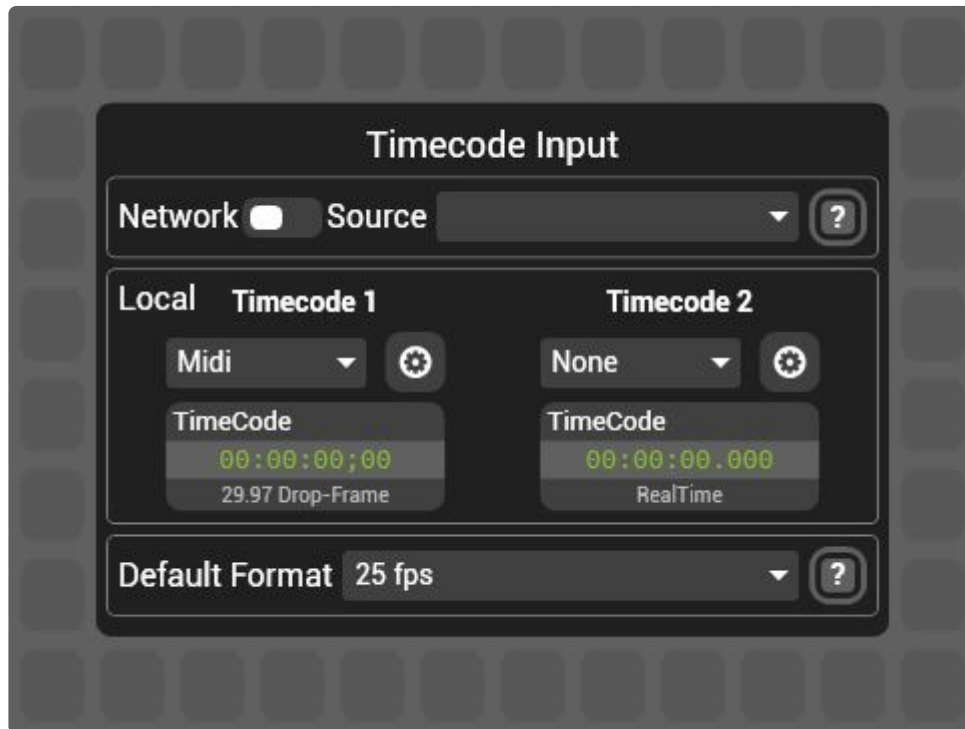 Timecode Input
Network Source ?
Local Timecode 1 Timecode 2
Midi None
TimeCode TimeCode
00:00:00;00 00:00:00.000
29.97 Drop-Frame RealTime
Default Format 25 fps ?